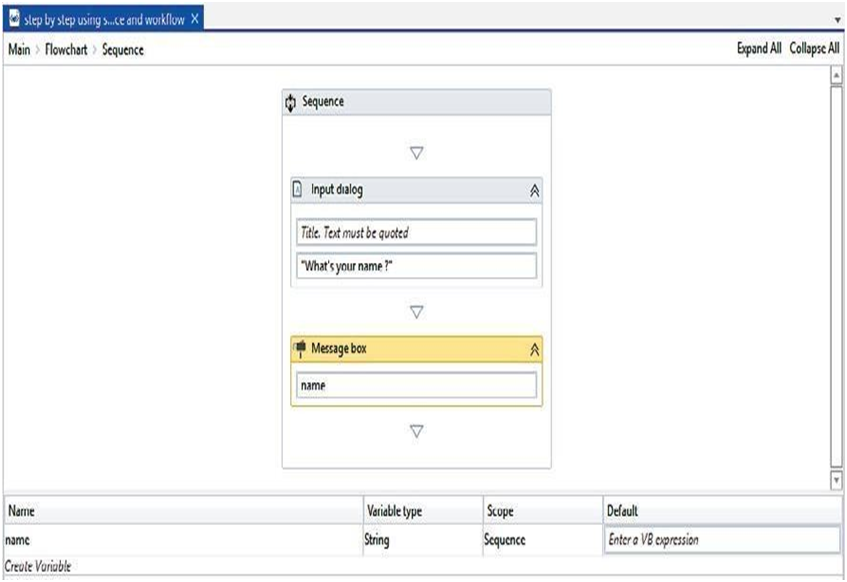 step by step using s...ce and workflow
Main > Flowchart > Sequence
Expand All Collapse All
Sequence
Input dialog
Title. Text must be quoted
"What's your name ?"
Message box
name
Name Variable type Scope Default
name String Sequence Enter a VB expression
Create Variable